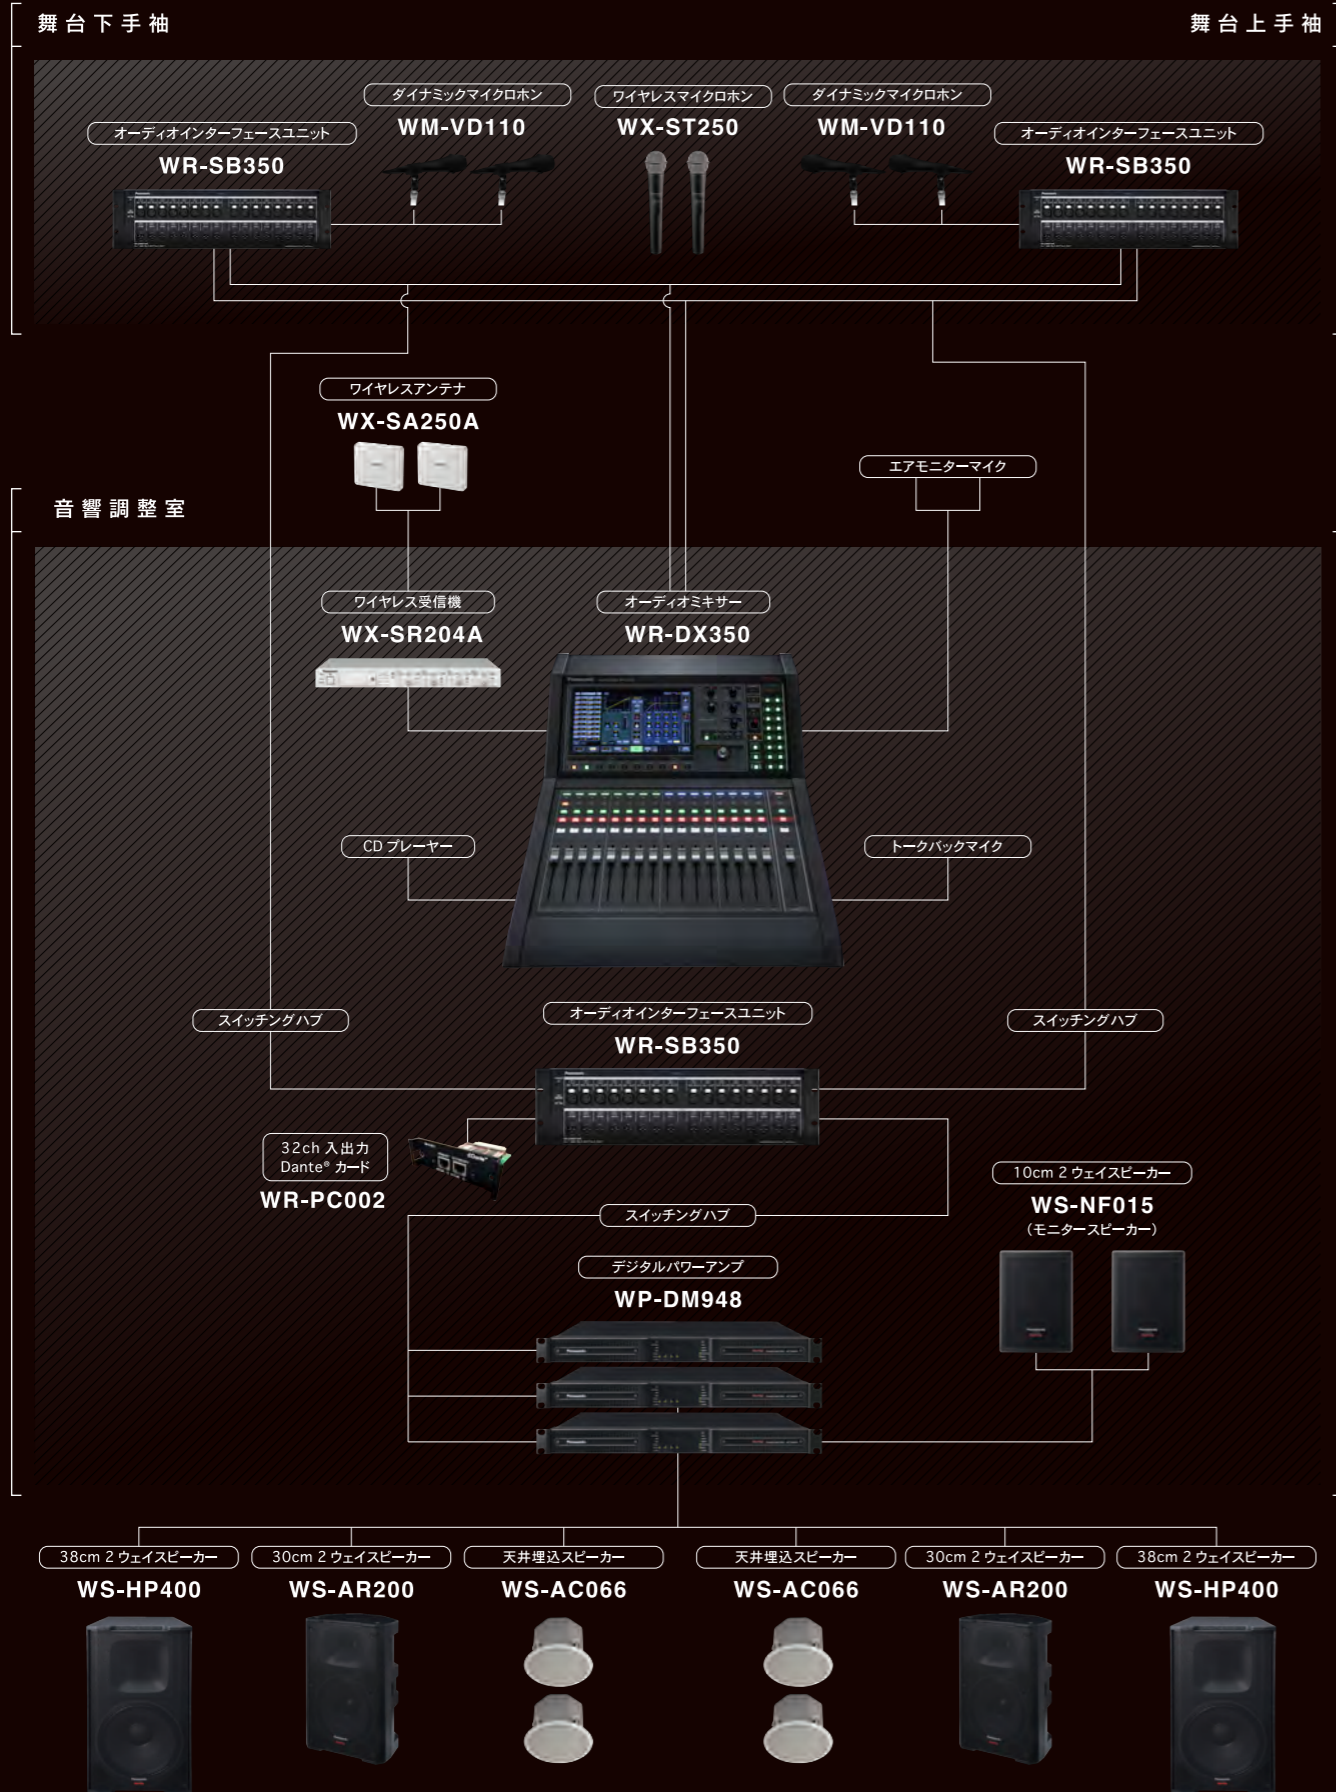 舞台下手袖
舞台上手袖
ダイナミックマイクロホン
WM-VD110
ワイヤレスマイクロホン
WX-ST250
ダイナミックマイクロホン
WM-VD110
オーディオインターフェースユニット
WR-SB350
オーディオインターフェースユニット
WR-SB350
ワイヤレスアンテナ
WX-SA250A
エアモニターマイク
音響調整室
ワイヤレス受信機
WX-SR204A
オーディオミキサー
WR-DX350
CD プレーヤー
トークバックマイク
スイッチングハブ
オーディオインターフェースユニット
WR-SB350
スイッチングハブ
32ch 入出力
Dante® カード
WR-PC002
スイッチングハブ
10cm 2 ウェイスピーカー
WS-NF015
（モニタースピーカー）
デジタルパワーアンプ
WP-DM948
38cm 2 ウェイスピーカー
WS-HP400
30cm 2 ウェイスピーカー
WS-AR200
天井埋込スピーカー
WS-AC066
天井埋込スピーカー
WS-AC066
30cm 2 ウェイスピーカー
WS-AR200
38cm 2 ウェイスピーカー
WS-HP400